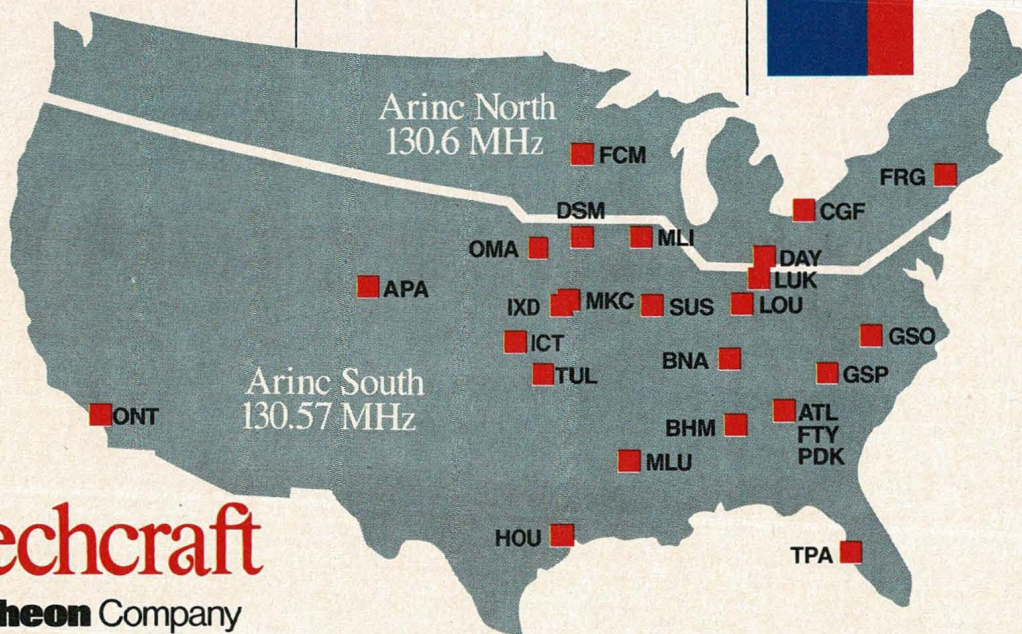 Arinc North
130.6 MHz
FCM
FRG
CGF
DSM
OMA
MLI
DAY
LUK
APA
IXD
MKC
SUS
LOU
ICT
GSO
BNA
TUL
GSP
Arinc South
130.57 MHz
ONT
ATL
FTY
PDK
BHM
MLU
HOU
TPA
echcraft
heon Company